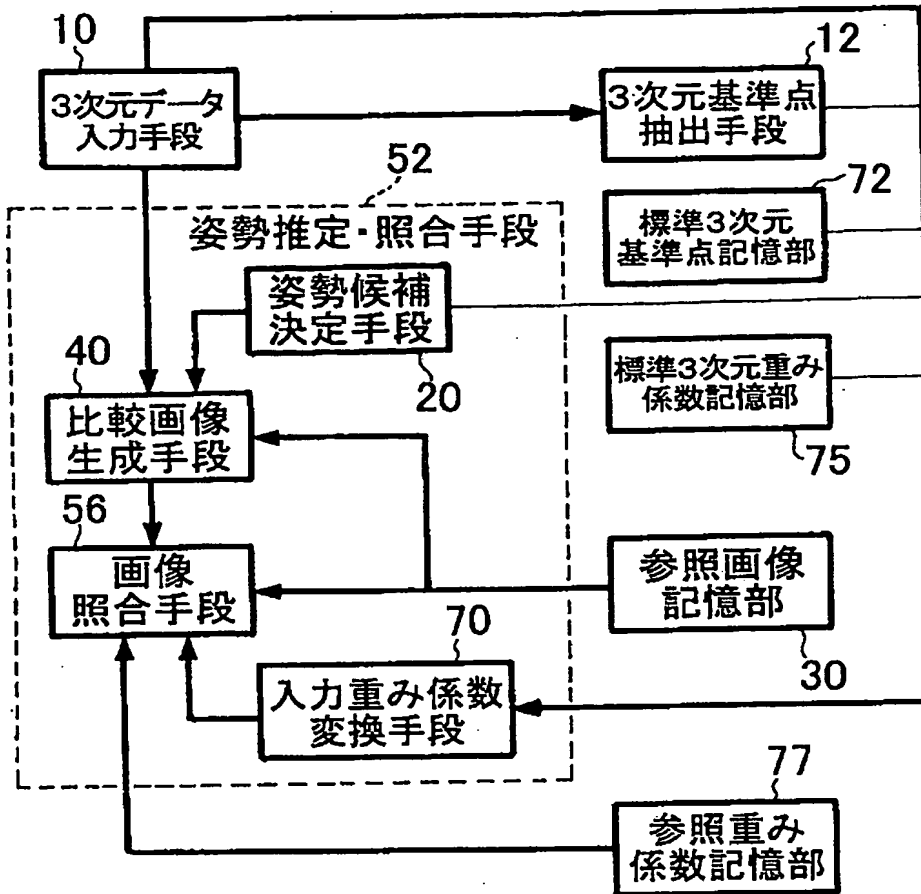 10
3次元データ
入力手段
12
3次元基準点
抽出手段
52
72
標準3次元
基準点記憶部
姿勢推定・照合手段
姿勢候補
決定手段
20
標準3次元重み
係数記憶部
75
40
比較画像
生成手段
56
画像
照合手段
参照画像
記憶部
30
70
入力重み係数
変換手段
77
参照重み
係数記憶部